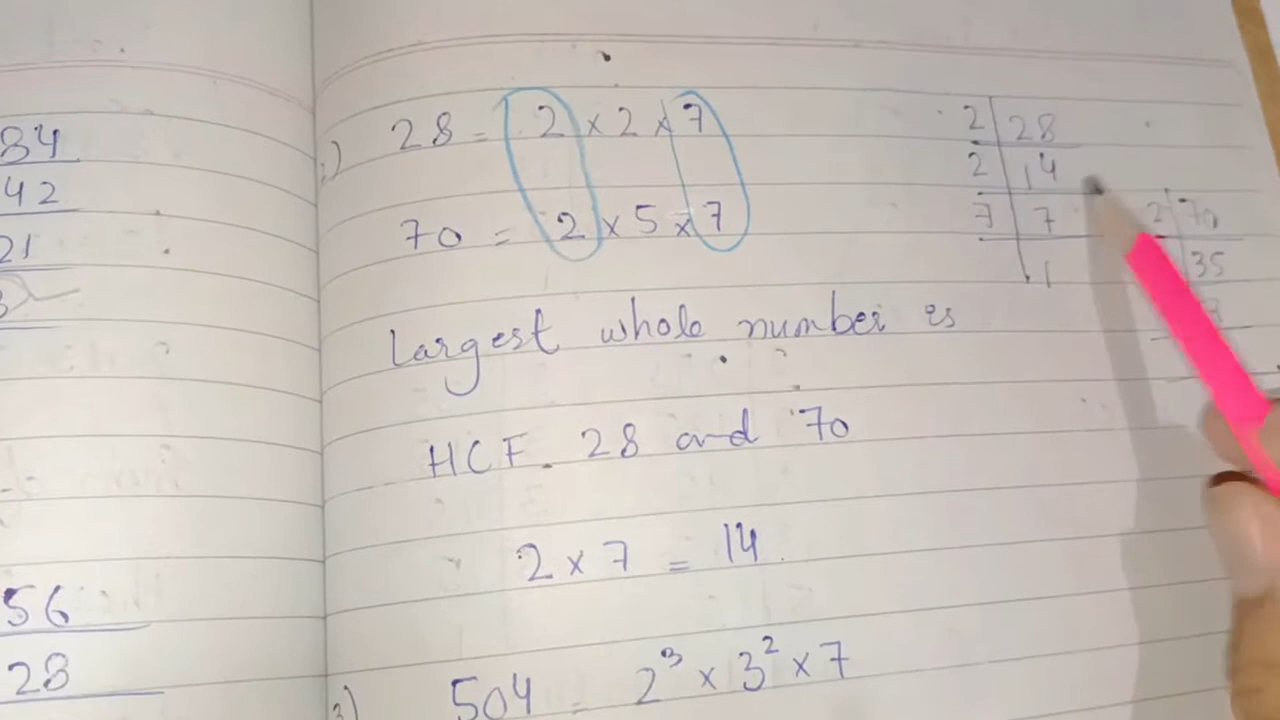 84
42
21
56
28
28 = 2 × 2 × 7
70 = 2 × 5 × 7
Largest whole number is
HCF. 28 and 70
2 × 7 = 14.
3) 504 = 2³ × 3² × 7
2 | 28
2 | 14
7 | 7
1
2 | 70
35